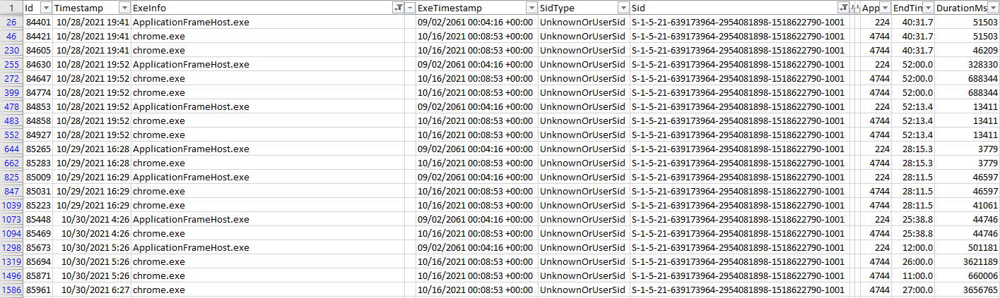 1 Id Timestamp ExeInfo ExeTimestamp SidType Sid App EndTim DurationMs
26 84401 10/28/2021 19:41 ApplicationFrameHost.exe 09/02/2061 00:04:16 +00:00 UnknownOrUserSid S-1-5-21-639173964-2954081898-1518622790-1001 224 40:31.7 51503
46 84421 10/28/2021 19:41 chrome.exe 10/16/2021 00:08:53 +00:00 UnknownOrUserSid S-1-5-21-639173964-2954081898-1518622790-1001 4744 40:31.7 51503
230 84605 10/28/2021 19:41 chrome.exe 10/16/2021 00:08:53 +00:00 UnknownOrUserSid S-1-5-21-639173964-2954081898-1518622790-1001 4744 40:31.7 46209
255 84630 10/28/2021 19:52 ApplicationFrameHost.exe 09/02/2061 00:04:16 +00:00 UnknownOrUserSid S-1-5-21-639173964-2954081898-1518622790-1001 224 52:00.0 328330
272 84647 10/28/2021 19:52 chrome.exe 10/16/2021 00:08:53 +00:00 UnknownOrUserSid S-1-5-21-639173964-2954081898-1518622790-1001 4744 52:00.0 688344
399 84774 10/28/2021 19:52 chrome.exe 10/16/2021 00:08:53 +00:00 UnknownOrUserSid S-1-5-21-639173964-2954081898-1518622790-1001 4744 52:00.0 688344
478 84853 10/28/2021 19:52 ApplicationFrameHost.exe 09/02/2061 00:04:16 +00:00 UnknownOrUserSid S-1-5-21-639173964-2954081898-1518622790-1001 224 52:13.4 13411
483 84858 10/28/2021 19:52 chrome.exe 10/16/2021 00:08:53 +00:00 UnknownOrUserSid S-1-5-21-639173964-2954081898-1518622790-1001 4744 52:13.4 13411
552 84927 10/28/2021 19:52 chrome.exe 10/16/2021 00:08:53 +00:00 UnknownOrUserSid S-1-5-21-639173964-2954081898-1518622790-1001 4744 52:13.4 13411
644 85265 10/29/2021 16:28 ApplicationFrameHost.exe 09/02/2061 00:04:16 +00:00 UnknownOrUserSid S-1-5-21-639173964-2954081898-1518622790-1001 224 28:15.3 3779
662 85283 10/29/2021 16:28 chrome.exe 10/16/2021 00:08:53 +00:00 UnknownOrUserSid S-1-5-21-639173964-2954081898-1518622790-1001 4744 28:15.3 3779
825 85009 10/29/2021 16:29 ApplicationFrameHost.exe 09/02/2061 00:04:16 +00:00 UnknownOrUserSid S-1-5-21-639173964-2954081898-1518622790-1001 224 28:11.5 46597
847 85031 10/29/2021 16:29 chrome.exe 10/16/2021 00:08:53 +00:00 UnknownOrUserSid S-1-5-21-639173964-2954081898-1518622790-1001 4744 28:11.5 46597
1039 85223 10/29/2021 16:29 chrome.exe 10/16/2021 00:08:53 +00:00 UnknownOrUserSid S-1-5-21-639173964-2954081898-1518622790-1001 4744 28:11.5 41061
1073 85448 10/30/2021 4:26 ApplicationFrameHost.exe 09/02/2061 00:04:16 +00:00 UnknownOrUserSid S-1-5-21-639173964-2954081898-1518622790-1001 224 25:38.8 44746
1094 85469 10/30/2021 4:26 chrome.exe 10/16/2021 00:08:53 +00:00 UnknownOrUserSid S-1-5-21-639173964-2954081898-1518622790-1001 4744 25:38.8 44746
1298 85673 10/30/2021 5:26 ApplicationFrameHost.exe 09/02/2061 00:04:16 +00:00 UnknownOrUserSid S-1-5-21-639173964-2954081898-1518622790-1001 224 12:00.0 501181
1319 85694 10/30/2021 5:26 chrome.exe 10/16/2021 00:08:53 +00:00 UnknownOrUserSid S-1-5-21-639173964-2954081898-1518622790-1001 4744 26:00.0 3621189
1496 85871 10/30/2021 5:26 chrome.exe 10/16/2021 00:08:53 +00:00 UnknownOrUserSid S-1-5-21-639173964-2954081898-1518622790-1001 4744 11:00.0 660006
1586 85961 10/30/2021 6:27 chrome.exe 10/16/2021 00:08:53 +00:00 UnknownOrUserSid S-1-5-21-639173964-2954081898-1518622790-1001 4744 27:00.0 3656765